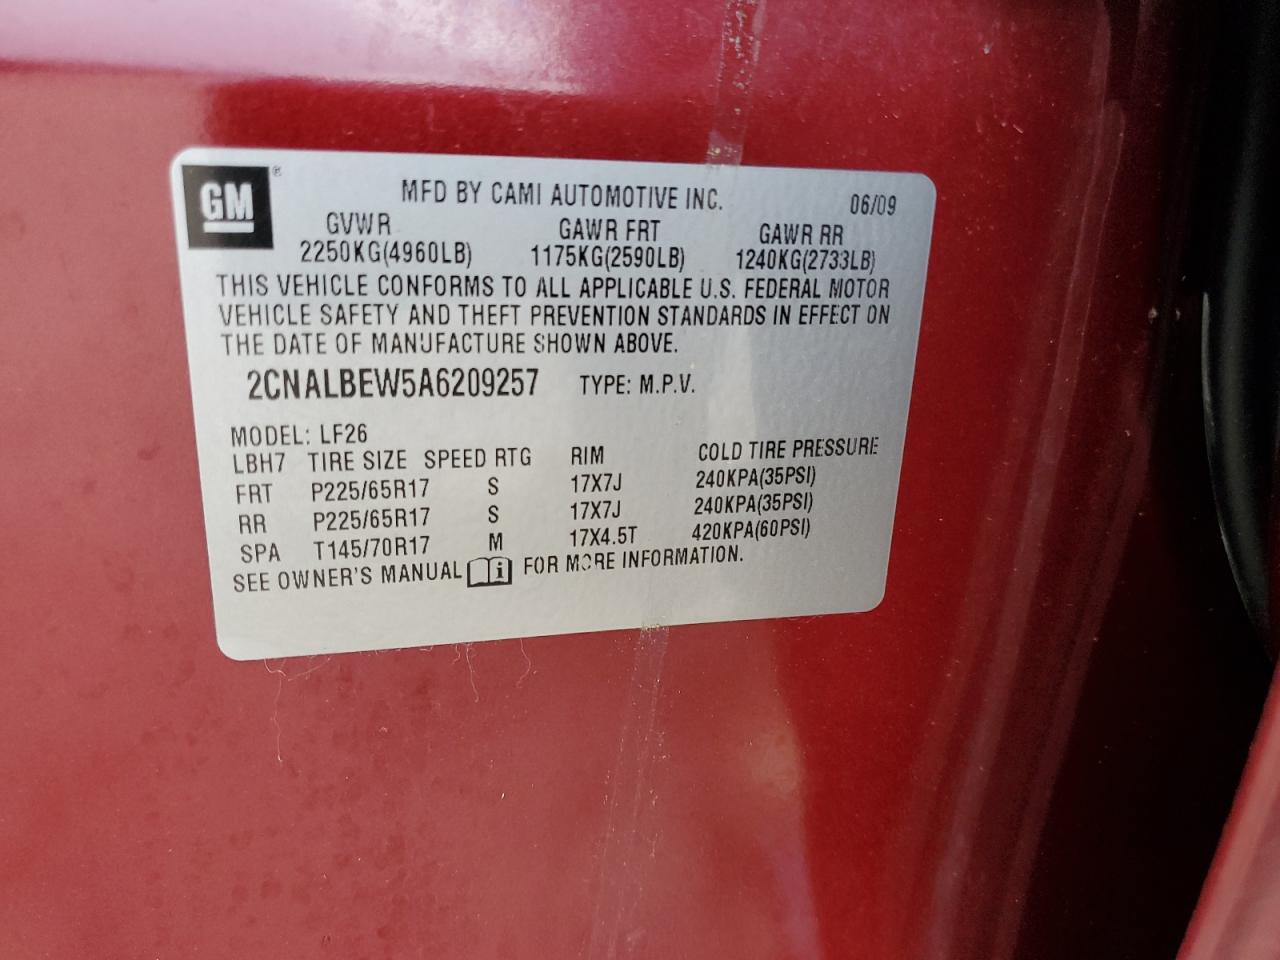 GM®
MFD BY CAMI AUTOMOTIVE INC. 06/09
GVWR GAWR FRT GAWR RR
2250KG(4960LB) 1175KG(2590LB) 1240KG(2733LB)
THIS VEHICLE CONFORMS TO ALL APPLICABLE U.S. FEDERAL MOTOR
VEHICLE SAFETY AND THEFT PREVENTION STANDARDS IN EFFECT ON
THE DATE OF MANUFACTURE SHOWN ABOVE.
2CNALBEW5A6209257 TYPE: M.P.V.
MODEL: LF26
LBH7 TIRE SIZE SPEED RTG RIM COLD TIRE PRESSURE
FRT P225/65R17 S 17X7J 240KPA(35PSI)
RR P225/65R17 S 17X7J 240KPA(35PSI)
SPA T145/70R17 M 17X4.5T 420KPA(60PSI)
SEE OWNER'S MANUAL i FOR MORE INFORMATION.